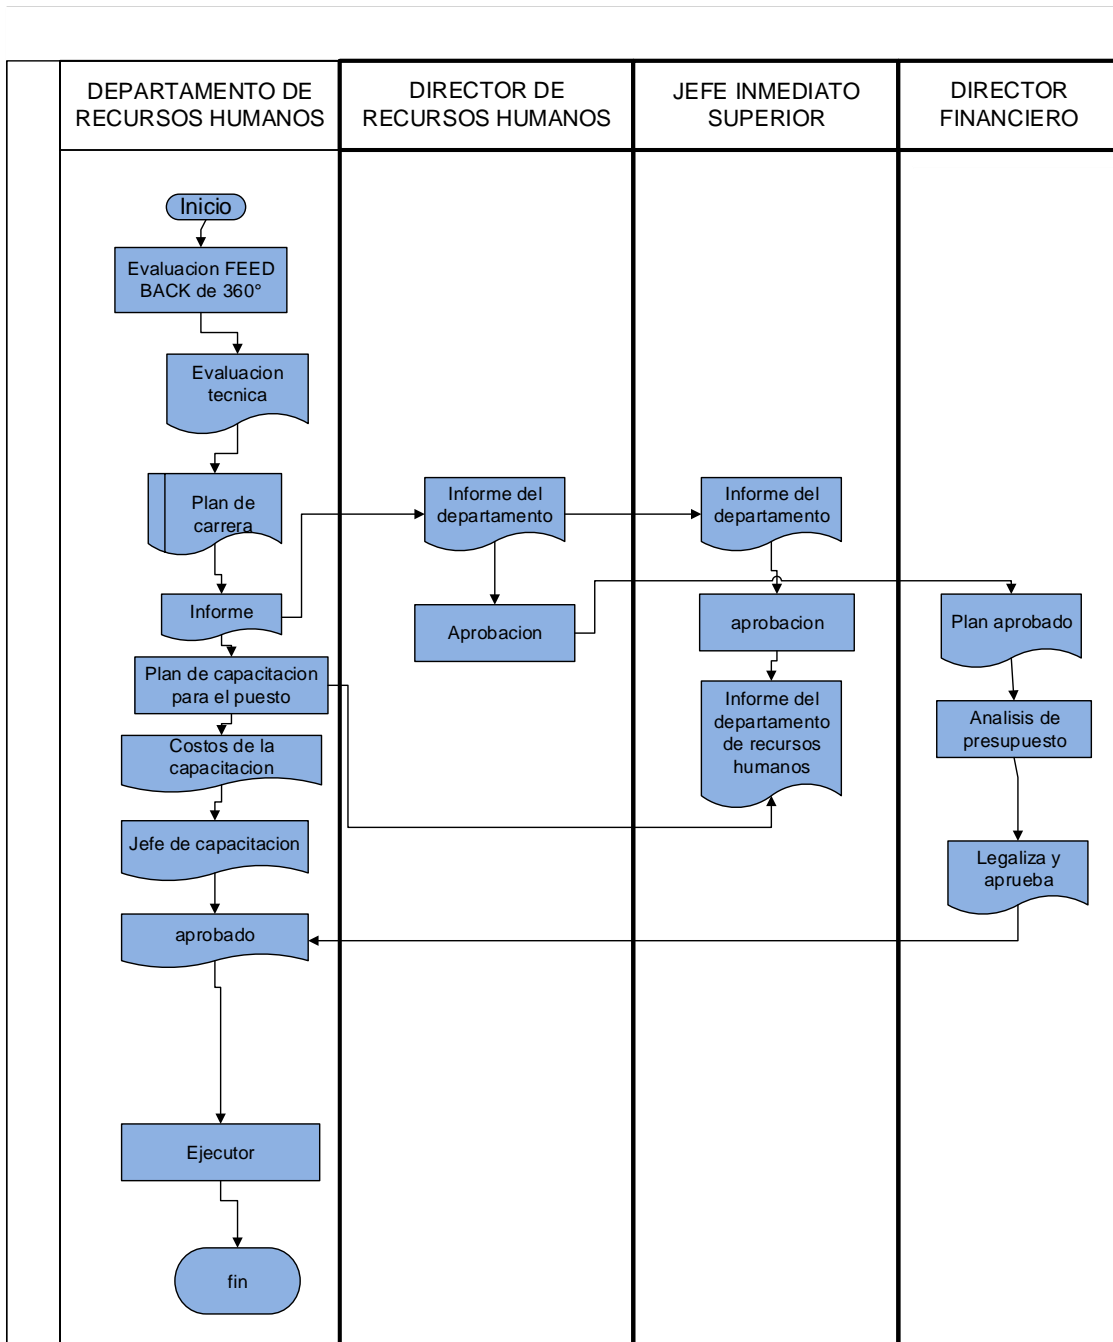 DEPARTAMENTO DE
RECURSOS HUMANOS
DIRECTOR DE
RECURSOS HUMANOS
JEFE INMEDIATO
SUPERIOR
DIRECTOR
FINANCIERO
Inicio
Evaluacion FEED
BACK de 360°
Evaluacion
tecnica
Plan de
carrera
Informe
Plan de capacitacion
para el puesto
Costos de la
capacitacion
Jefe de capacitacion
aprobado
Ejecutor
fin
Informe del
departamento
Aprobacion
Informe del
departamento
aprobacion
Informe del
departamento
de recursos
humanos
Plan aprobado
Analisis de
presupuesto
Legaliza y
aprueba